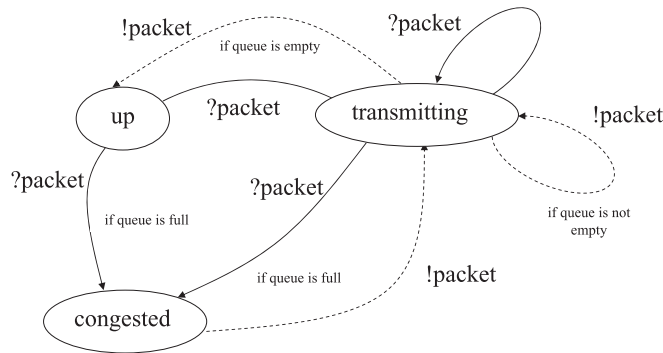 ?packet
!packet
if queue is empty
?packet
transmitting
up
!packet
?packet
?packet
if queue is full
if queue is not
empty
if queue is full
!packet
congested